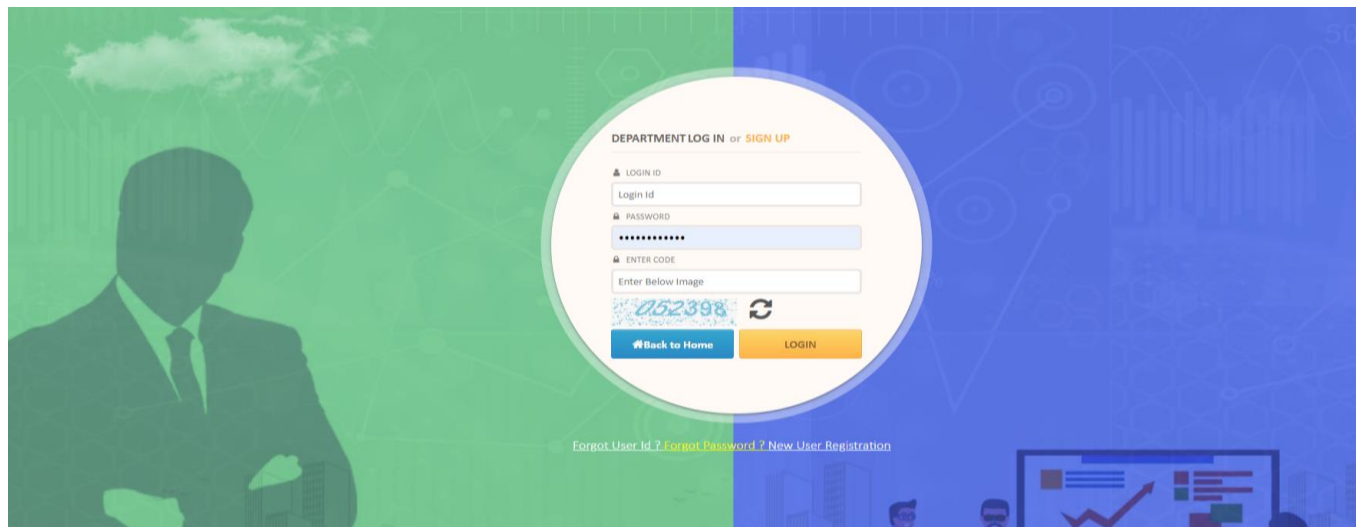 DEPARTMENT LOG IN or SIGN UP
LOGIN ID
Login Id
PASSWORD
••••••••••••
ENTER CODE
Enter Below Image
052398
Back to Home LOGIN
Forgot User Id ? Forgot Password ? New User Registration